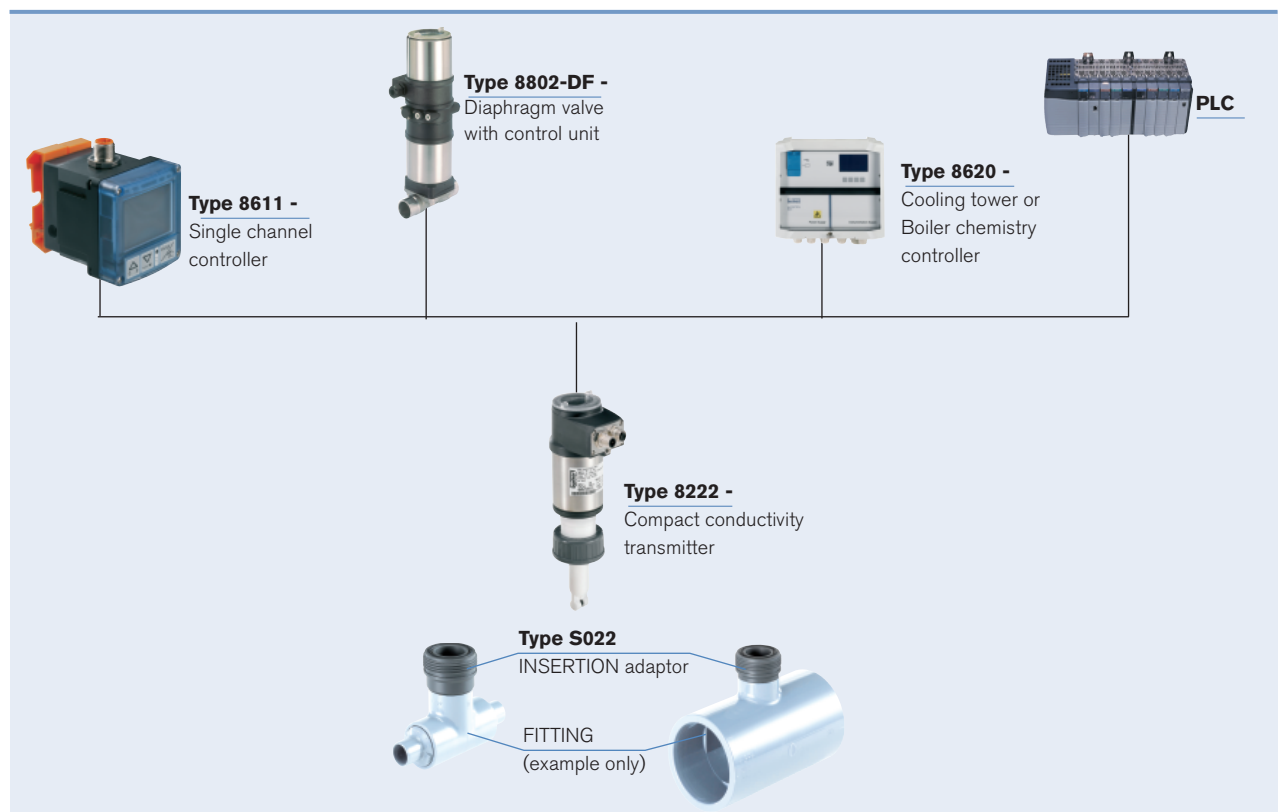 Type 8802-DF -
Diaphragm valve
with control unit
PLC
Type 8611 -
Single channel
controller
Type 8620 -
Cooling tower or
Boiler chemistry
controller
Type 8222 -
Compact conductivity
transmitter
Type S022
INSERTION adaptor
FITTING
(example only)